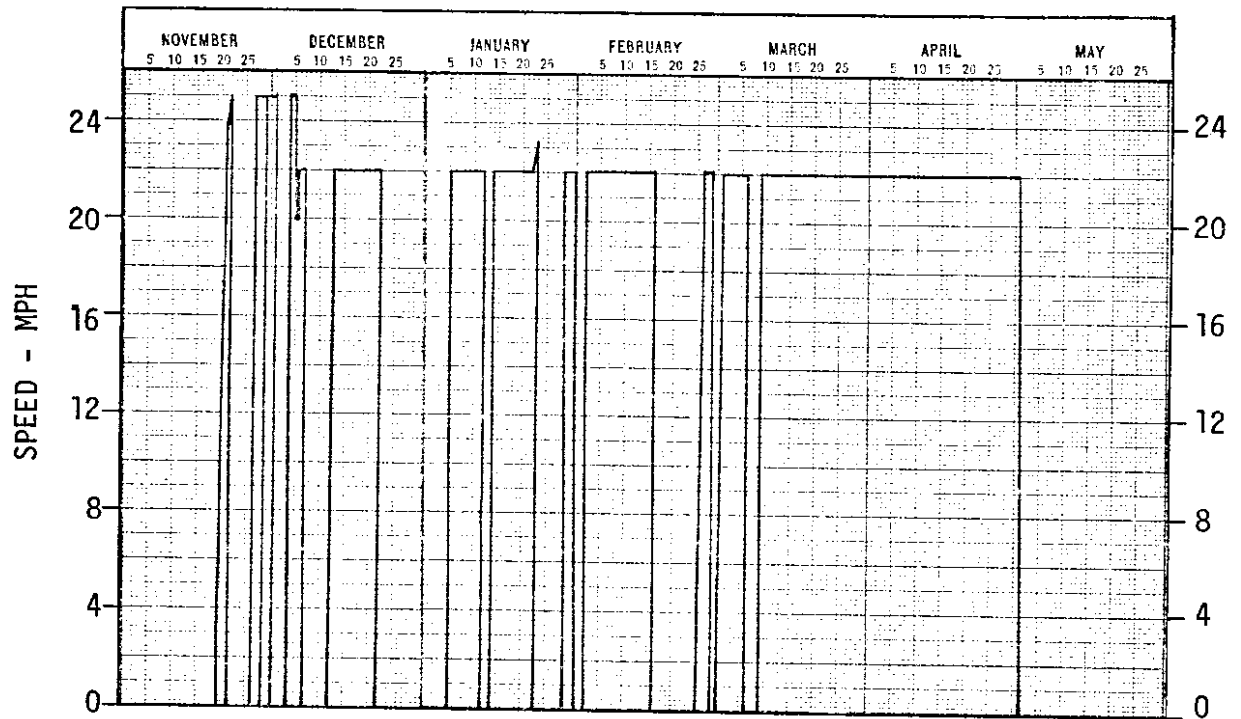 NOVEMBER DECEMBER JANUARY FEBRUARY MARCH APRIL MAY
5 10 15 20 25 5 10 15 20 25 5 10 15 20 25 5 10 15 20 25 5 10 15 20 25 5 10 15 20 25 5 10 15 20 25
24 24
20 20
16 16
12 12
8 8
4 4
0 0
SPEED - MPH